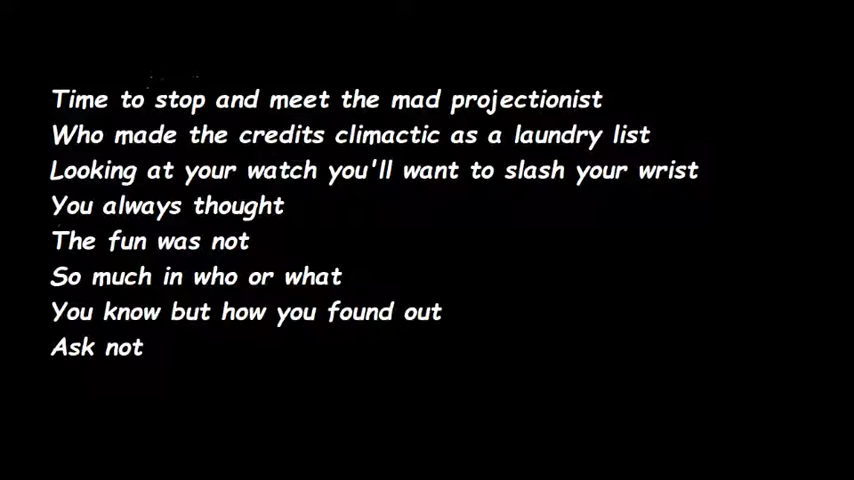 Time to stop and meet the mad projectionist
Who made the credits climactic as a laundry list
Looking at your watch you'll want to slash your wrist
You always thought
The fun was not
So much in who or what
You know but how you found out
Ask not